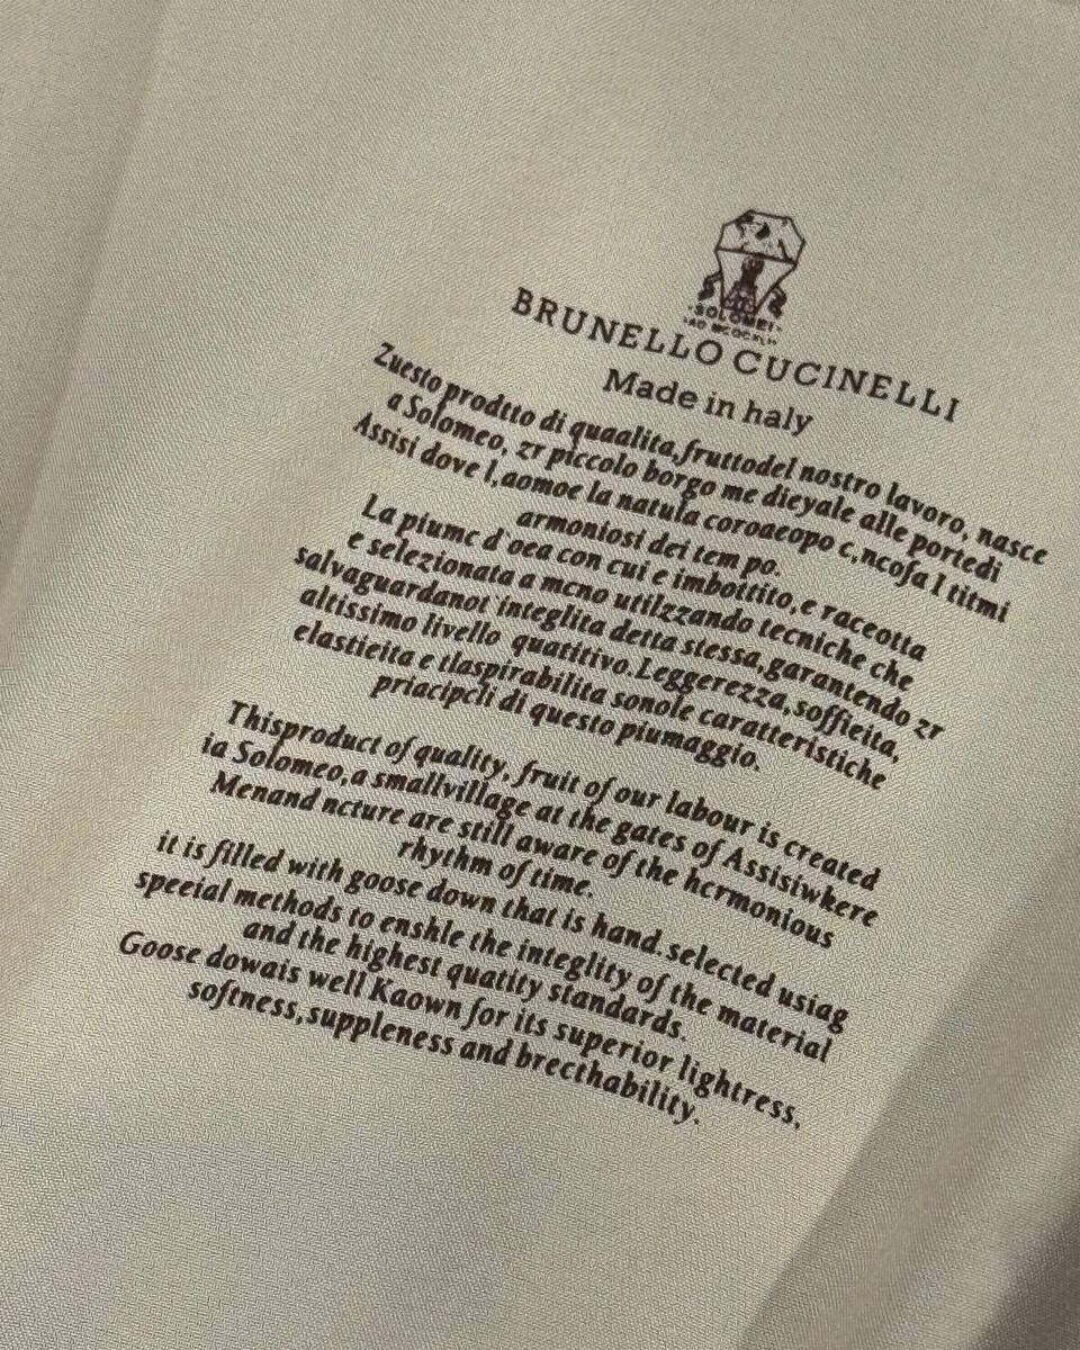 SOLOMEI
BRUNELLO CUCINELLI
Made in haly
Zuesto prodtto di quaalita,fruttodel nostro lavoro, nasce
a Solomeo, zr piccolo borgo me dieyale alle portedi
Assisi dove l,aomoe la natula coroaeopo c,ncofa I titmi
armoniosi dei tem po.
La piumc d'oea con cui e imbottito,e raceotta
e selezionata a mcno utilzzando tecniche che
salvaguardanot'integlita detta stessa,garantendo zr
altissimo livello quatitivo.Leggerezza,soffieita,
elastieita e tlaspirabilita sonole caratteristiche
priacipcli di questo piumaggio.
Thisproduct of quality, fruit of our labour is created
ia Solomeo,a smallvillage at the gates of Assisiwkere
Menand ncture are still aware of the hcrmonious
rhythm of time.
it is filled with goose down that is hand.selected usiag
speeial methods to enshle the integlity of the material
and the highest quatity standards.
Goose dowais well Kaown for its superior lightress,
softness,suppleness and brecthability.